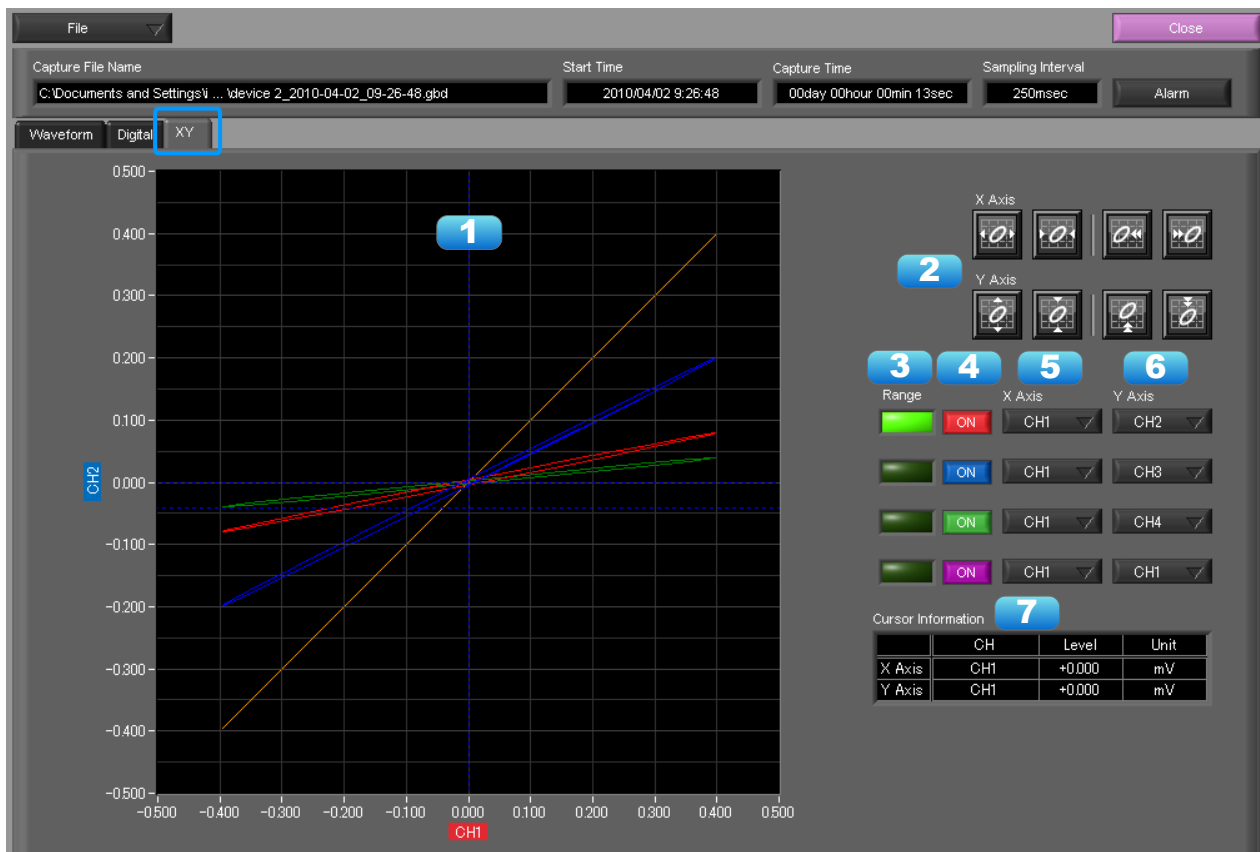 File
Close
Capture File Name
Start Time
Capture Time
Sampling Interval
C:\Documents and Settings\i ... \device 2_2010-04-02_09-26-48.gbd
2010/04/02 9:26:48
00day 00hour 00min 13sec
250msec
Alarm
Waveform
Digital
XY
0.500
0.400
0.300
0.200
0.100
0.000
-0.100
-0.200
-0.300
-0.400
-0.500
CH2
-0.500 -0.400 -0.300 -0.200 -0.100 0.000 0.100 0.200 0.300 0.400 0.500
CH1
1
X Axis
2
Y Axis
3 4 5 6
Range X Axis Y Axis
ON CH1 CH2
ON CH1 CH3
ON CH1 CH4
ON CH1 CH1
Cursor Information
7
CH Level Unit
X Axis CH1 +0.000 mV
Y Axis CH1 +0.000 mV